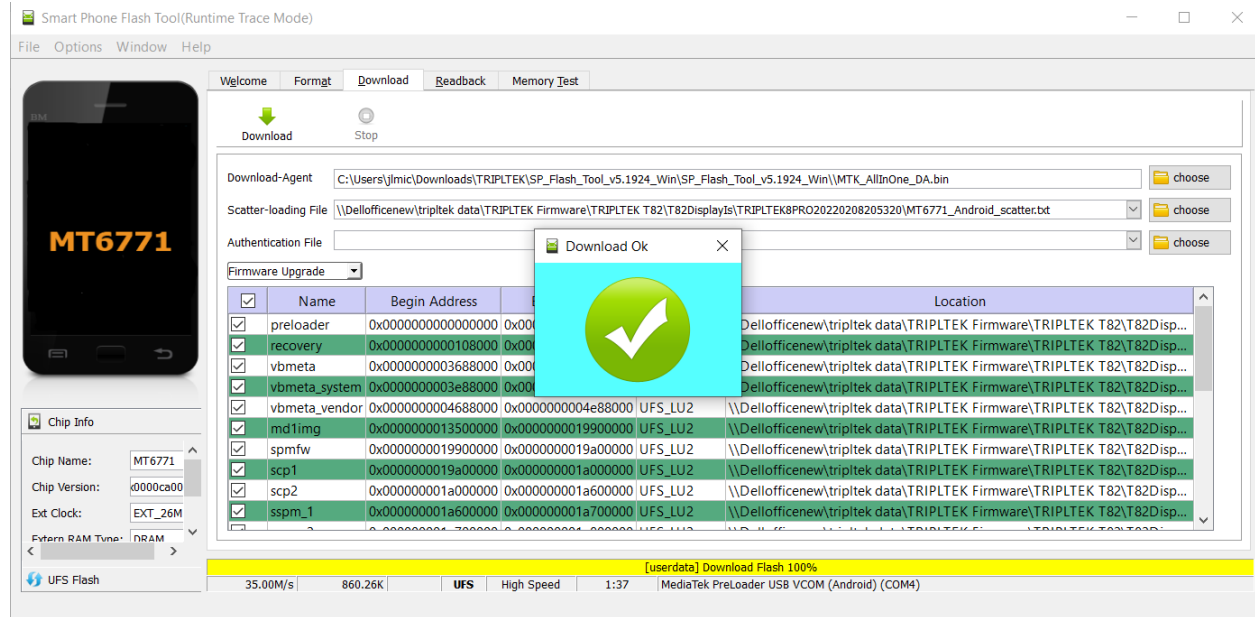 Smart Phone Flash Tool(Runtime Trace Mode)
File Options Window Help
Welcome Format Download Readback Memory Test
BM
Download Stop
MT6771
Download-Agent C:\Users\jlmic\Downloads\TRIPLTEK\SP_Flash_Tool_v5.1924_Win\SP_Flash_Tool_v5.1924_Win\\MTK_AllInOne_DA.bin choose
Scatter-loading File \\Dellofficenew\tripltek data\TRIPLTEK Firmware\TRIPLTEK T82\T82DisplayIs\TRIPLTEK8PRO20220208205320\MT6771_Android_scatter.txt choose
Authentication File choose
Download Ok
Firmware Upgrade
Name Begin Address Location
preloader 0x0000000000000000 0x000 Dellofficenew\tripltek data\TRIPLTEK Firmware\TRIPLTEK T82\T82Disp...
recovery 0x0000000000108000 0x000 Dellofficenew\tripltek data\TRIPLTEK Firmware\TRIPLTEK T82\T82Disp...
vbmeta 0x0000000003688000 0x000 Dellofficenew\tripltek data\TRIPLTEK Firmware\TRIPLTEK T82\T82Disp...
vbmeta_system 0x0000000003e88000 0x000 Dellofficenew\tripltek data\TRIPLTEK Firmware\TRIPLTEK T82\T82Disp...
vbmeta_vendor 0x0000000004688000 0x0000000004e88000 UFS_LU2 \\Dellofficenew\tripltek data\TRIPLTEK Firmware\TRIPLTEK T82\T82Disp...
md1img 0x0000000013500000 0x0000000019900000 UFS_LU2 \\Dellofficenew\tripltek data\TRIPLTEK Firmware\TRIPLTEK T82\T82Disp...
spmfw 0x0000000019900000 0x0000000019a00000 UFS_LU2 \\Dellofficenew\tripltek data\TRIPLTEK Firmware\TRIPLTEK T82\T82Disp...
scp1 0x0000000019a00000 0x000000001a000000 UFS_LU2 \\Dellofficenew\tripltek data\TRIPLTEK Firmware\TRIPLTEK T82\T82Disp...
scp2 0x000000001a000000 0x000000001a600000 UFS_LU2 \\Dellofficenew\tripltek data\TRIPLTEK Firmware\TRIPLTEK T82\T82Disp...
sspm_1 0x000000001a600000 0x000000001a700000 UFS_LU2 \\Dellofficenew\tripltek data\TRIPLTEK Firmware\TRIPLTEK T82\T82Disp...
Chip Info
Chip Name: MT6771
Chip Version: x0000ca00
Ext Clock: EXT_26M
Extern RAM Type: DRAM
UFS Flash
[userdata] Download Flash 100%
35.00M/s 860.26K UFS High Speed 1:37 MediaTek PreLoader USB VCOM (Android) (COM4)